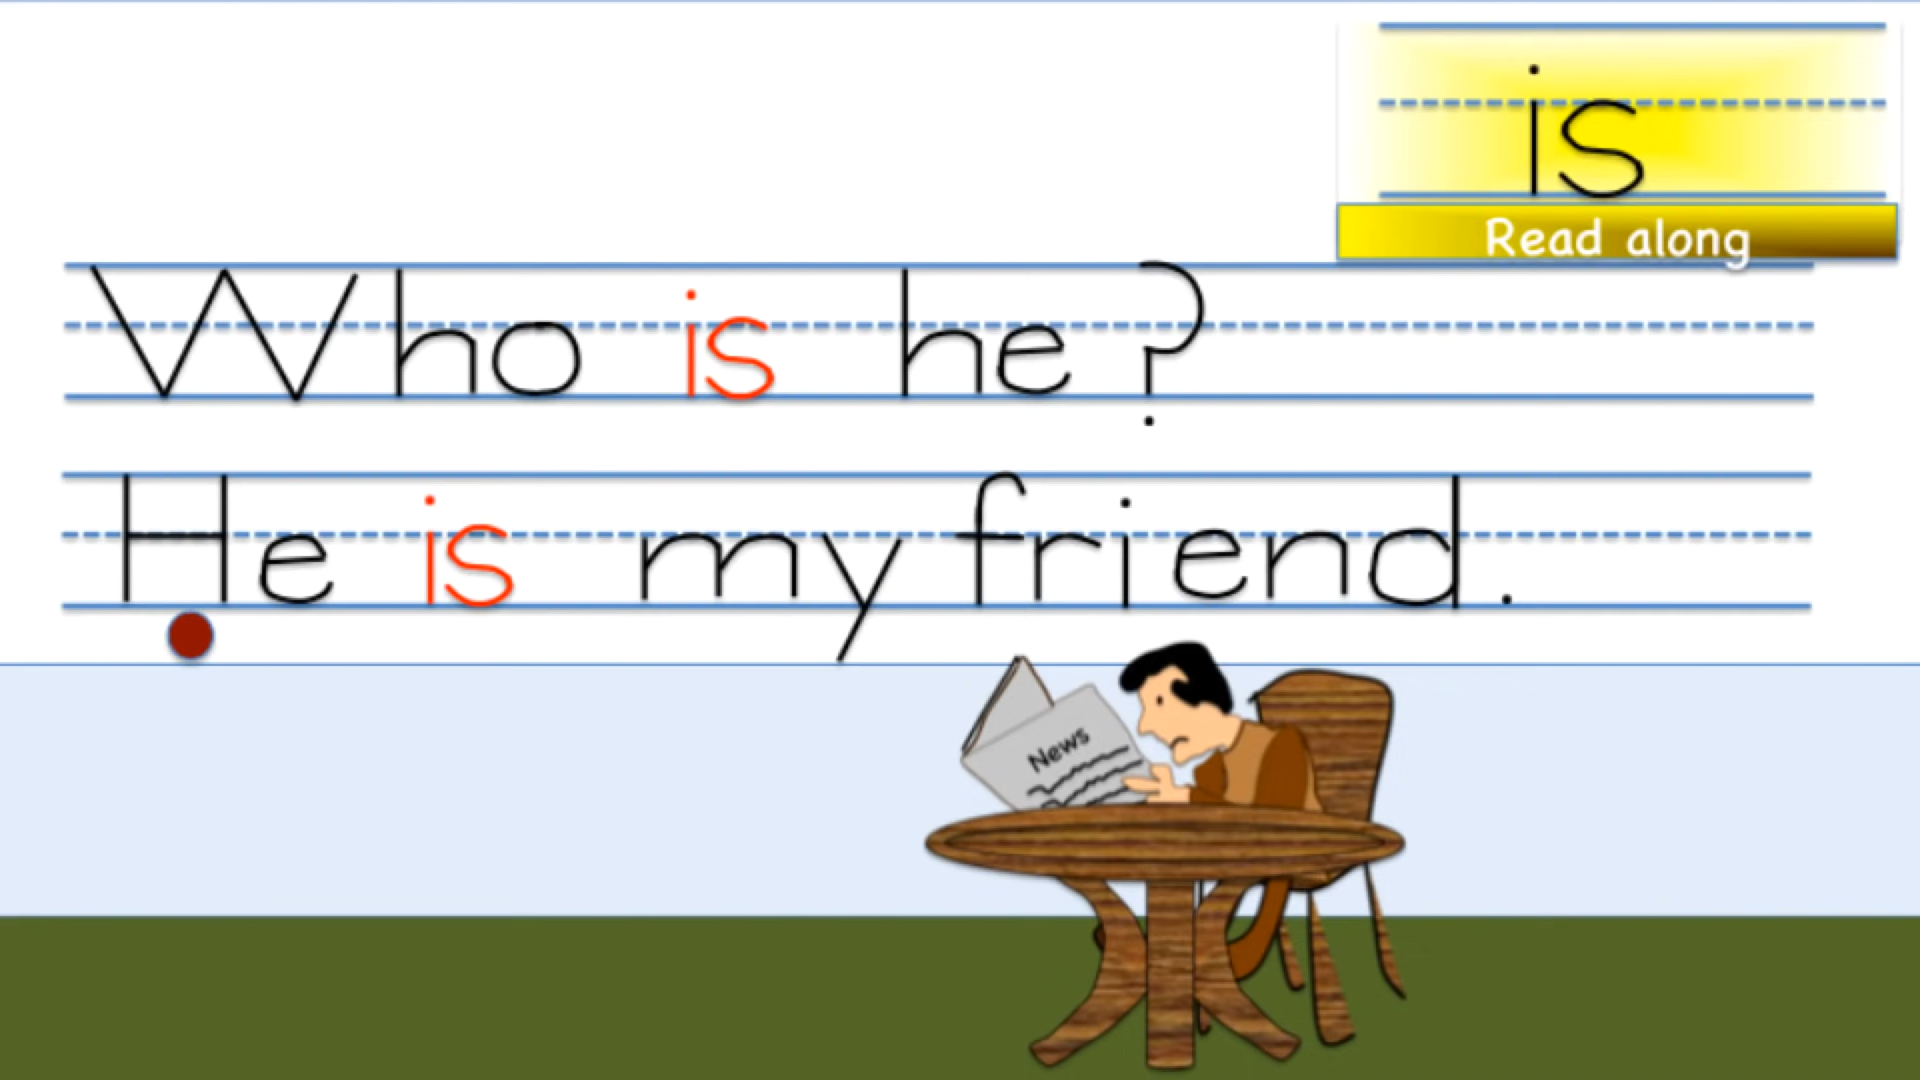 is
Read along
Who is he?
He is my friend.
News